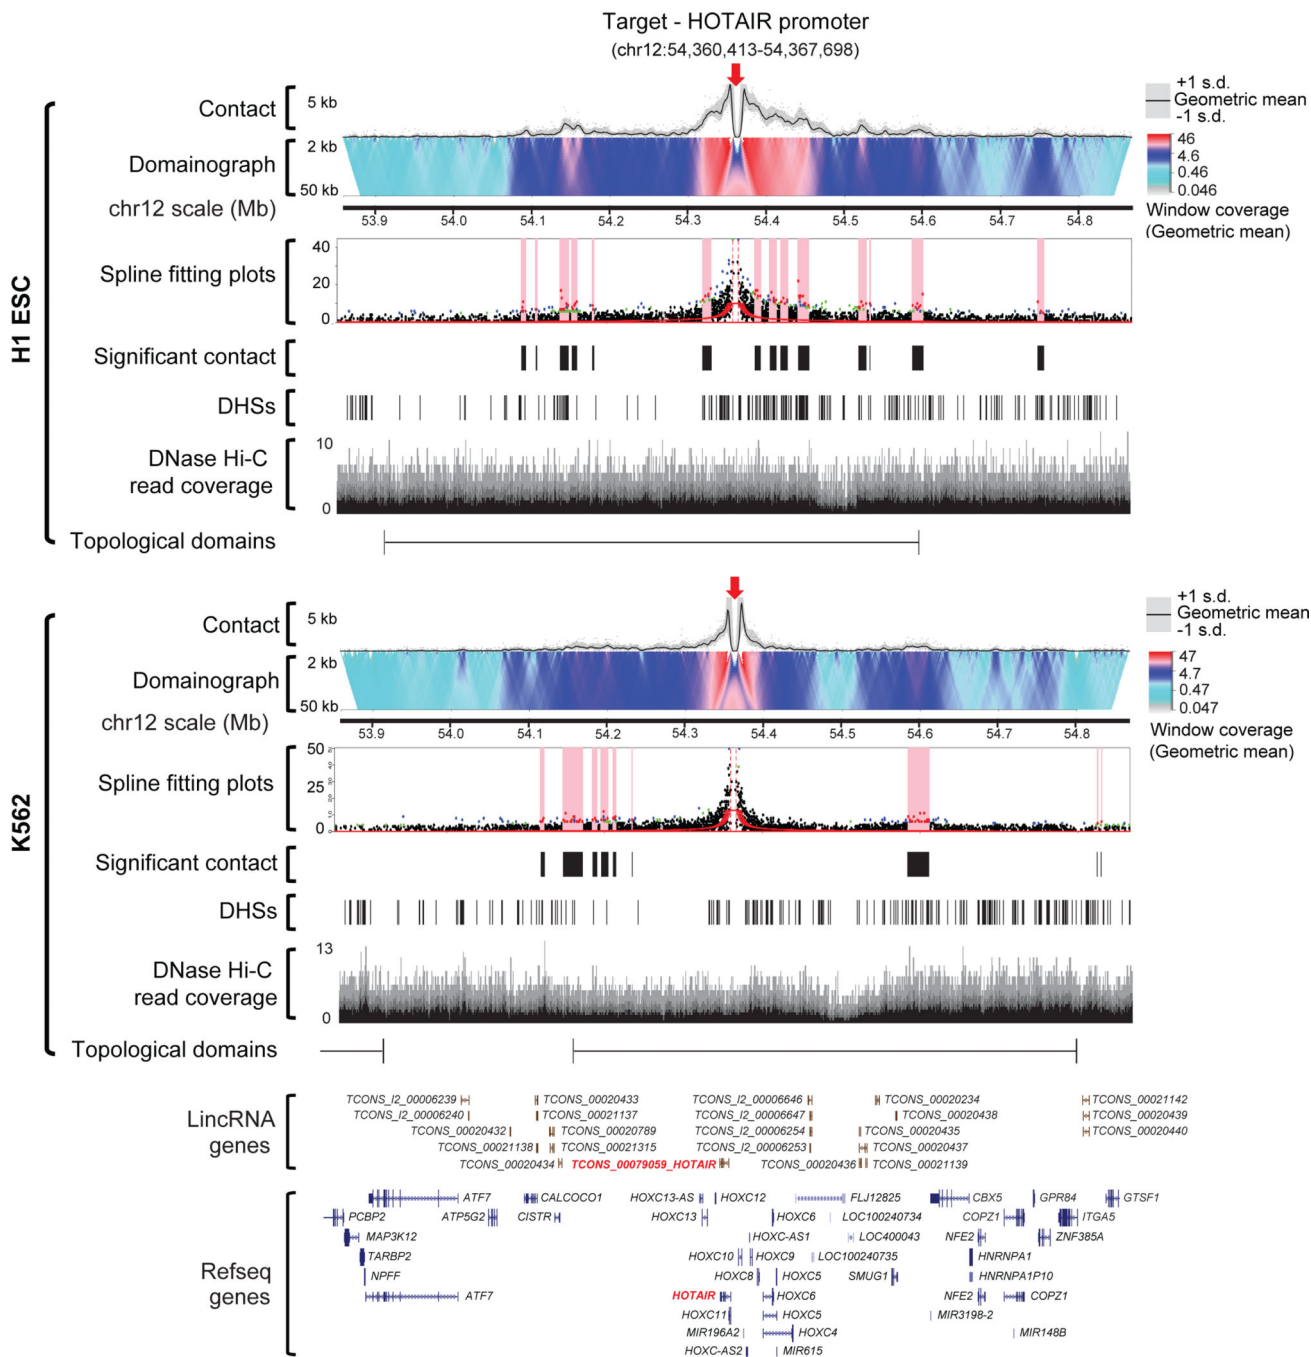 Target - HOTAIR promoter
(chr12:54,360,413-54,367,698)
H1 ESC
Contact
5 kb
+1 s.d.
Geometric mean
-1 s.d.
Domainograph
2 kb
50 kb
46
4.6
0.46
0.046
Window coverage
(Geometric mean)
chr12 scale (Mb)
53.9 54.0 54.1 54.2 54.3 54.4 54.5 54.6 54.7 54.8
Spline fitting plots
40
20
0
Significant contact
DHSs
DNase Hi-C
read coverage
10
0
Topological domains
K562
Contact
5 kb
+1 s.d.
Geometric mean
-1 s.d.
Domainograph
2 kb
50 kb
47
4.7
0.47
0.047
Window coverage
(Geometric mean)
chr12 scale (Mb)
53.9 54.0 54.1 54.2 54.3 54.4 54.5 54.6 54.7 54.8
Spline fitting plots
50
25
0
Significant contact
DHSs
DNase Hi-C
read coverage
13
0
Topological domains
LincRNA
genes
TCONS_I2_00006239 TCONS_00020433 TCONS_I2_00006646 TCONS_00020234 TCONS_00021142
TCONS_I2_00006240 TCONS_00021137 TCONS_I2_00006647 TCONS_00020438 TCONS_00020439
TCONS_00020432 TCONS_00020789 TCONS_I2_00006254 TCONS_00020435 TCONS_00020440
TCONS_00021138 TCONS_00021315 TCONS_I2_00006253 TCONS_00020437
TCONS_00020434 TCONS_00079059_HOTAIR TCONS_00020436 TCONS_00021139
Refseq
genes
ATF7 CALCOCO1 HOXC13-AS HOXC12 FLJ12825 CBX5 GPR84 GTSF1
PCBP2 ATP5G2 CISTR HOXC13 HOXC6 LOC100240734 COPZ1 ITGA5
MAP3K12 HOXC-AS1 LOC400043 NFE2 ZNF385A
TARBP2 HOXC10 HOXC9 LOC100240735 HNRNPA1
NPFF HOXC8 HOXC5 SMUG1 HNRNPA1P10
ATF7 HOTAIR HOXC6 NFE2 COPZ1
HOXC11 HOXC5 MIR3198-2
MIR196A2 HOXC4 MIR148B
HOXC-AS2 MIR615